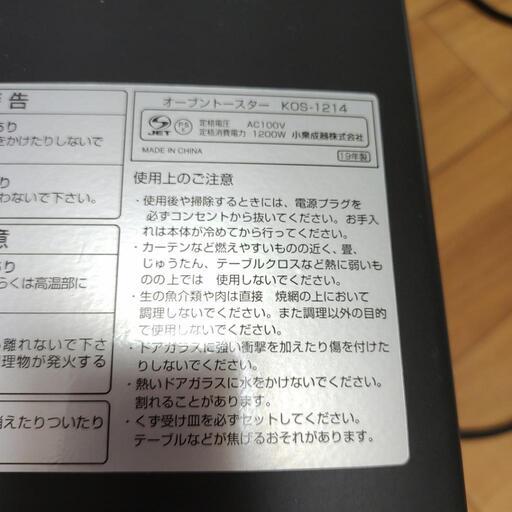 警告
あり
をかけたりしないで
り
わないで下さい。
意
あり
らくは高温部に
離れないで下さ
理物が発火する
消えたりついたり
オーブントースター KOS-1214
JET
PS
E
定格電圧 AC100V
定格消費電力 1200W 小泉成器株式会社
MADE IN CHINA
19年製
使用上のご注意
・使用後や掃除するときには、電源プラグを
必ずコンセントから抜いてください。お手入
れは本体が冷めてから行ってください。
・カーテンなど燃えやすいものの近く、畳、
じゅうたん、テーブルクロスなど熱に弱いも
のの上では 使用しないでください。
・生の魚介類や肉は直接 焼網の上において
調理しないでください。また調理以外の目的
で使用しないでください。
・ドアガラスに強い衝撃を加えたり傷を付けた
りしないでください。
・熱いドアガラスに水をかけないでください。
割れることがあります。
・くず受け皿を必ずセットしてください。
テーブルなどが焦げるおそれがあります。